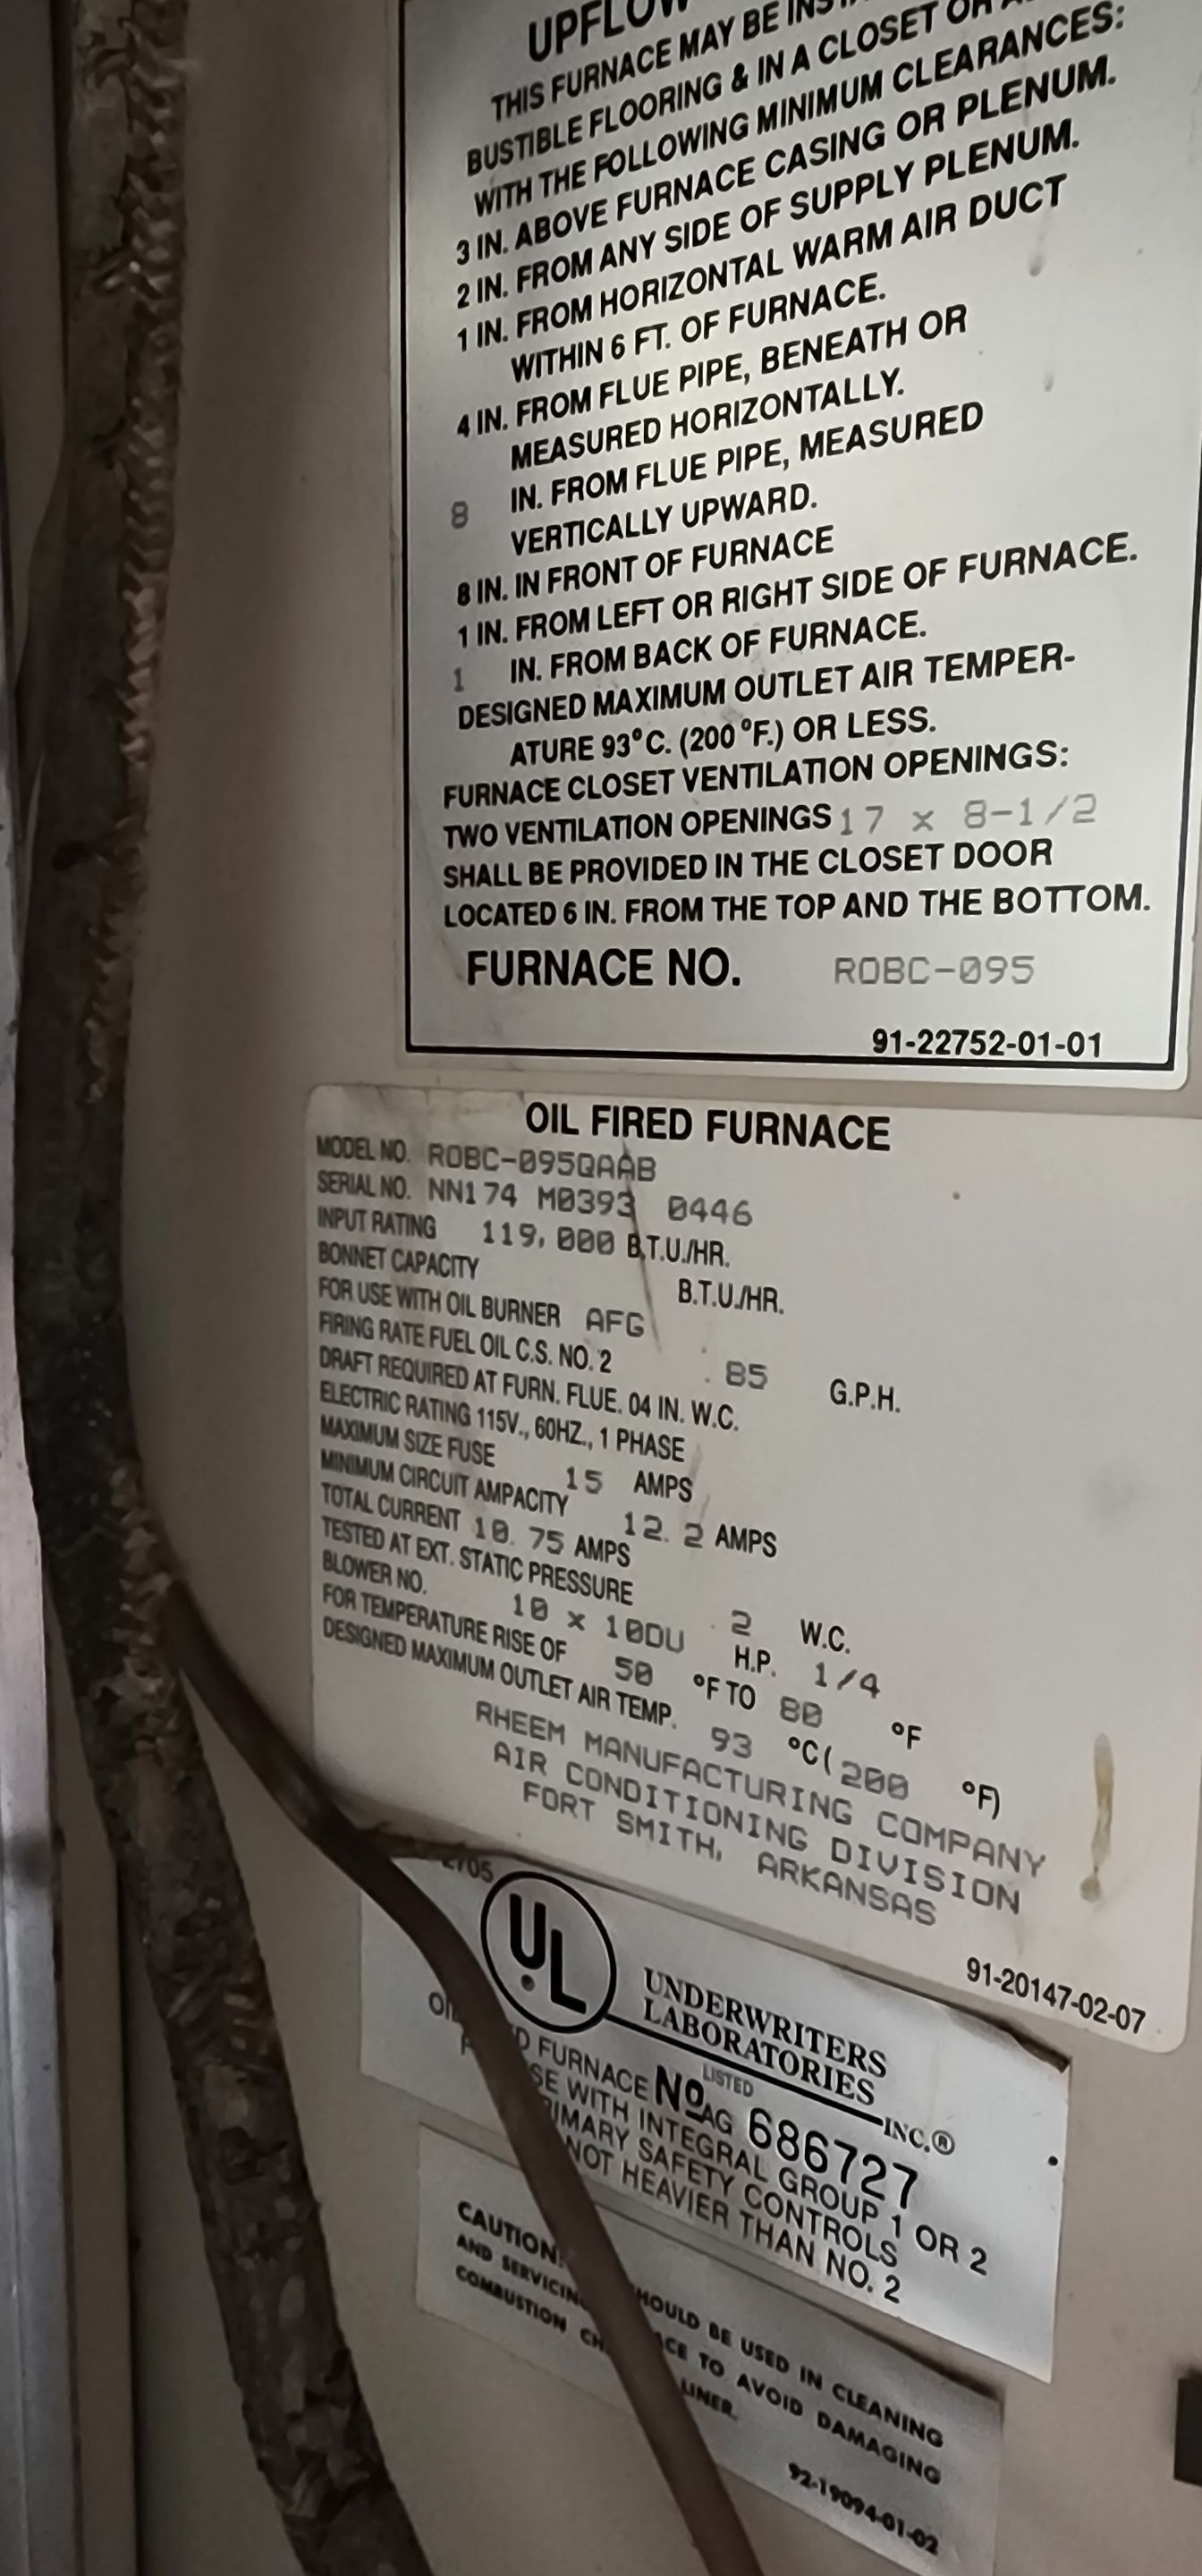 UPFLOW
THIS FURNACE MAY BE
BUSTIBLE FLOORING & IN A CLOSET OR
WITH THE FOLLOWING MINIMUM CLEARANCES:
3 IN. ABOVE FURNACE CASING OR PLENUM.
2 IN. FROM ANY SIDE OF SUPPLY PLENUM.
1 IN. FROM HORIZONTAL WARM AIR DUCT
WITHIN 6 FT. OF FURNACE.
4 IN. FROM FLUE PIPE, BENEATH OR
MEASURED HORIZONTALLY.
8 IN. FROM FLUE PIPE, MEASURED
VERTICALLY UPWARD.
8 IN. IN FRONT OF FURNACE
1 IN. FROM LEFT OR RIGHT SIDE OF FURNACE.
1 IN. FROM BACK OF FURNACE.
DESIGNED MAXIMUM OUTLET AIR TEMPER-
ATURE 93°C. (200°F.) OR LESS.
FURNACE CLOSET VENTILATION OPENINGS:
TWO VENTILATION OPENINGS 17 x 8-1/2
SHALL BE PROVIDED IN THE CLOSET DOOR
LOCATED 6 IN. FROM THE TOP AND THE BOTTOM.
FURNACE NO. ROBC-095
91-22752-01-01
OIL FIRED FURNACE
MODEL NO. ROBC-095QAAB
SERIAL NO. NN174 M0393 0446
INPUT RATING 119,000 B.T.U./HR.
BONNET CAPACITY B.T.U./HR.
FOR USE WITH OIL BURNER AFG
FIRING RATE FUEL OIL C.S. NO. 2 .85 G.P.H.
DRAFT REQUIRED AT FURN. FLUE. 04 IN. W.C.
ELECTRIC RATING 115V., 60HZ., 1 PHASE
MAXIMUM SIZE FUSE 15 AMPS
MINIMUM CIRCUIT AMPACITY 12.2 AMPS
TOTAL CURRENT 10.75 AMPS
TESTED AT EXT. STATIC PRESSURE .2 W.C.
BLOWER NO. 10 x 10DU H.P. 1/4
FOR TEMPERATURE RISE OF 50 °F TO 80 °F
DESIGNED MAXIMUM OUTLET AIR TEMP. 93 °C (200 °F)
RHEEM MANUFACTURING COMPANY
AIR CONDITIONING DIVISION
FORT SMITH, ARKANSAS
91-20147-02-07
UL
UNDERWRITERS
LABORATORIES INC.®
LISTED
FURNACE No AG 686727
WITH INTEGRAL GROUP 1 OR 2
SAFETY CONTROLS
NOT HEAVIER THAN NO. 2
CAUTION: SHOULD BE USED IN CLEANING
AND TO AVOID DAMAGING
COMBUSTION LINER.
92-19094-01-02